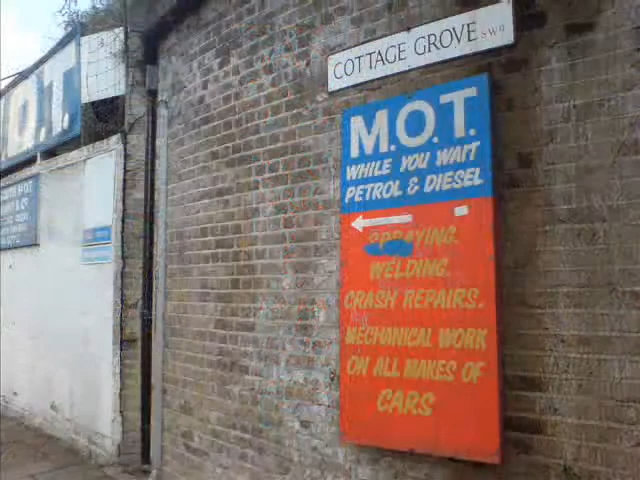 COTTAGE GROVE SW9
M.O.T.
WHILE YOU WAIT
PETROL & DIESEL
SPRAYING.
WELDING.
CRASH REPAIRS.
MECHANICAL WORK
ON ALL MAKES OF
CARS